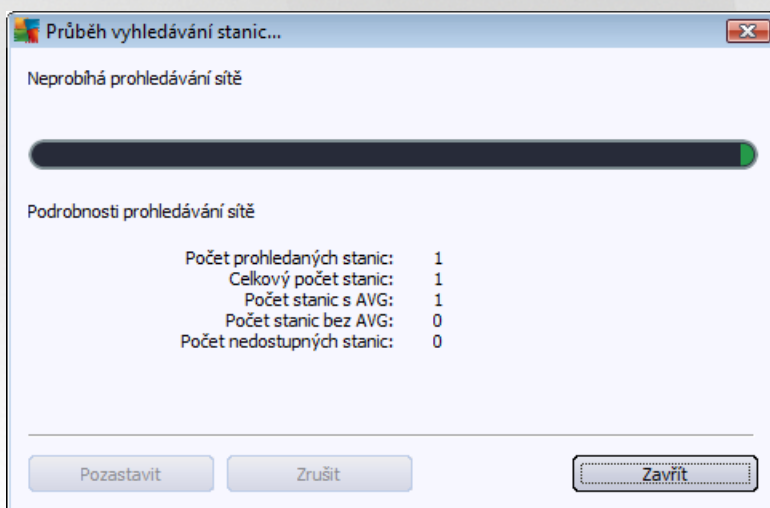 Průběh vyhledávání stanic...
Neprobíhá prohledávání sítě
Podrobnosti prohledávání sítě
Počet prohledaných stanic: 1
Celkový počet stanic: 1
Počet stanic s AVG: 1
Počet stanic bez AVG: 0
Počet nedostupných stanic: 0
Pozastavit Zrušit Zavřít